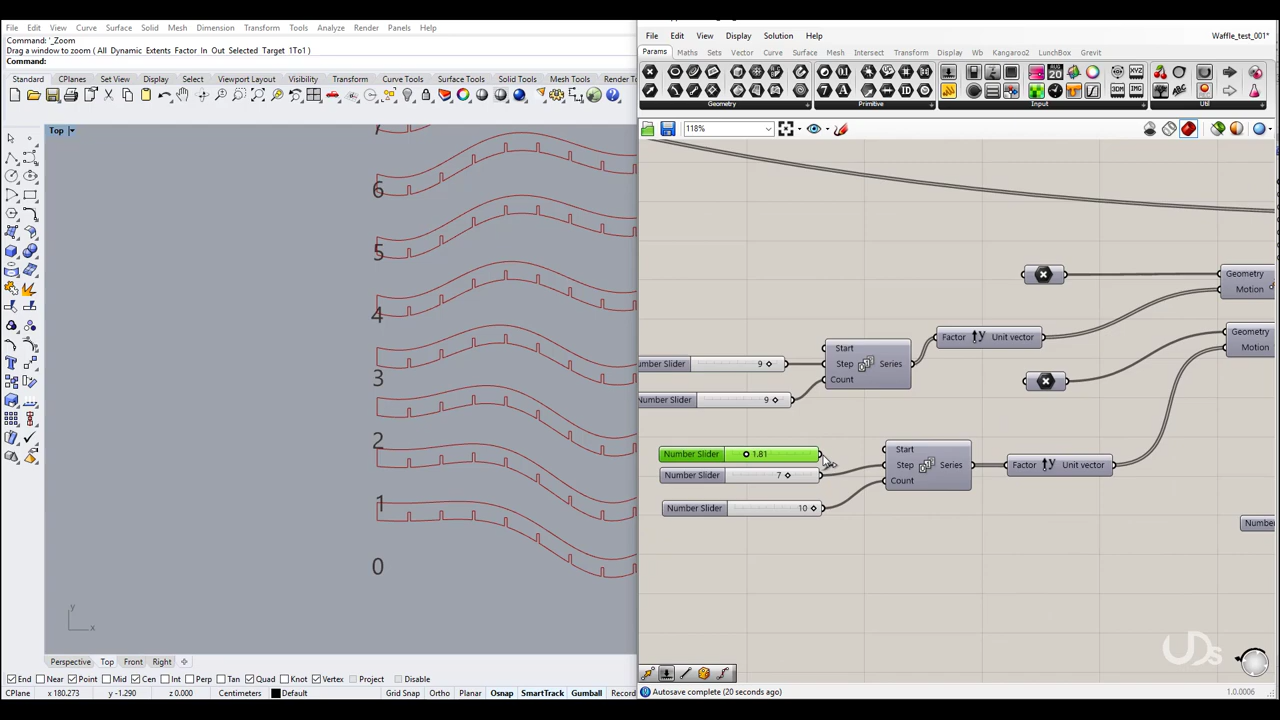 File Edit View Curve Surface Solid Mesh Dimension Transform Tools Analyze Render Panels Help
Command: '_Zoom
Drag a window to zoom ( All Dynamic Extents Factor In Out Selected Target 1To1 )
Command:
Standard CPlanes Set View Display Select Viewport Layout Visibility Transform Curve Tools Surface Tools Solid Tools Mesh Tools Render To
Top
7
6
5
4
3
2
1
0
y
x
Perspective Top Front Right
End Near Point Mid Cen Int Perp Tan Quad Knot Vertex Project Disable
CPlane x 180.273 y -1.290 z 0.000 Centimeters Default Grid Snap Ortho Planar Osnap SmartTrack Gumball Record
File Edit View Display Solution Help Waffle_test_001*
Params Maths Sets Vector Curve Surface Mesh Intersect Transform Display Wb Kangaroo2 LunchBox Grevit
Geometry Primitive Input Util
118%
Geometry
Motion
Factor Unit vector
Geometry
Motion
Start
Step Series
Count
umber Slider 9
Number Slider 9
Number Slider 1.81
Number Slider 7
Number Slider 10
Start
Step Series
Count
Factor Unit vector
Numbe
UDs
Autosave complete (20 seconds ago) 1.0.0006